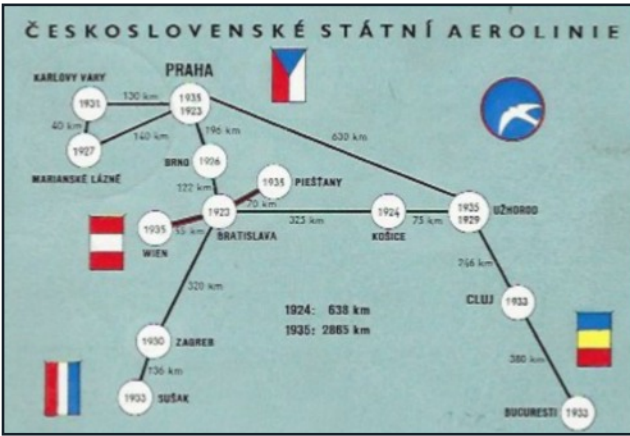 ČESKOSLOVENSKÉ STÁTNÍ AEROLINIE
KARLOVY VARY
PRAHA
130 km
1931
1935
1923
40 km
140 km
196 km
630 km
1927
MARIANSKÉ LÁZNĚ
BRNO
1926
1935
PIEŠŤANY
122 km
70 km
1935
WIEN
55 km
1923
BRATISLAVA
325 km
1924
KOŠICE
75 km
1935
1929
UŽHOROD
246 km
320 km
1924: 638 km
1935: 2865 km
CLUJ
1933
1930
ZAGREB
380 km
136 km
1933
SUŠAK
BUCURESTI
1933